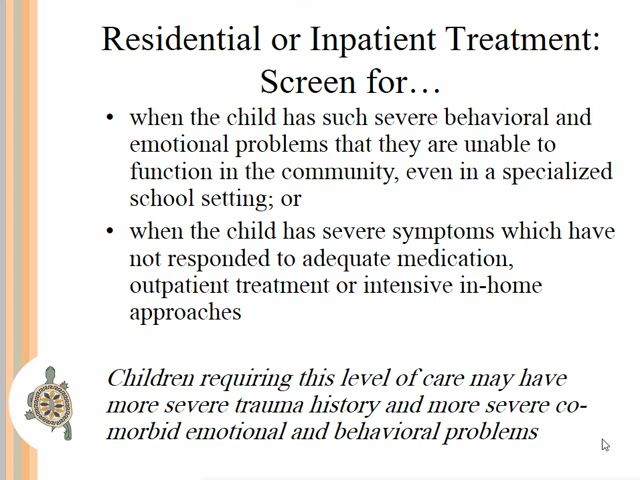 Residential or Inpatient Treatment:
Screen for…
• when the child has such severe behavioral and
emotional problems that they are unable to
function in the community, even in a specialized
school setting; or
• when the child has severe symptoms which have
not responded to adequate medication,
outpatient treatment or intensive in-home
approaches
Children requiring this level of care may have
more severe trauma history and more severe co-
morbid emotional and behavioral problems